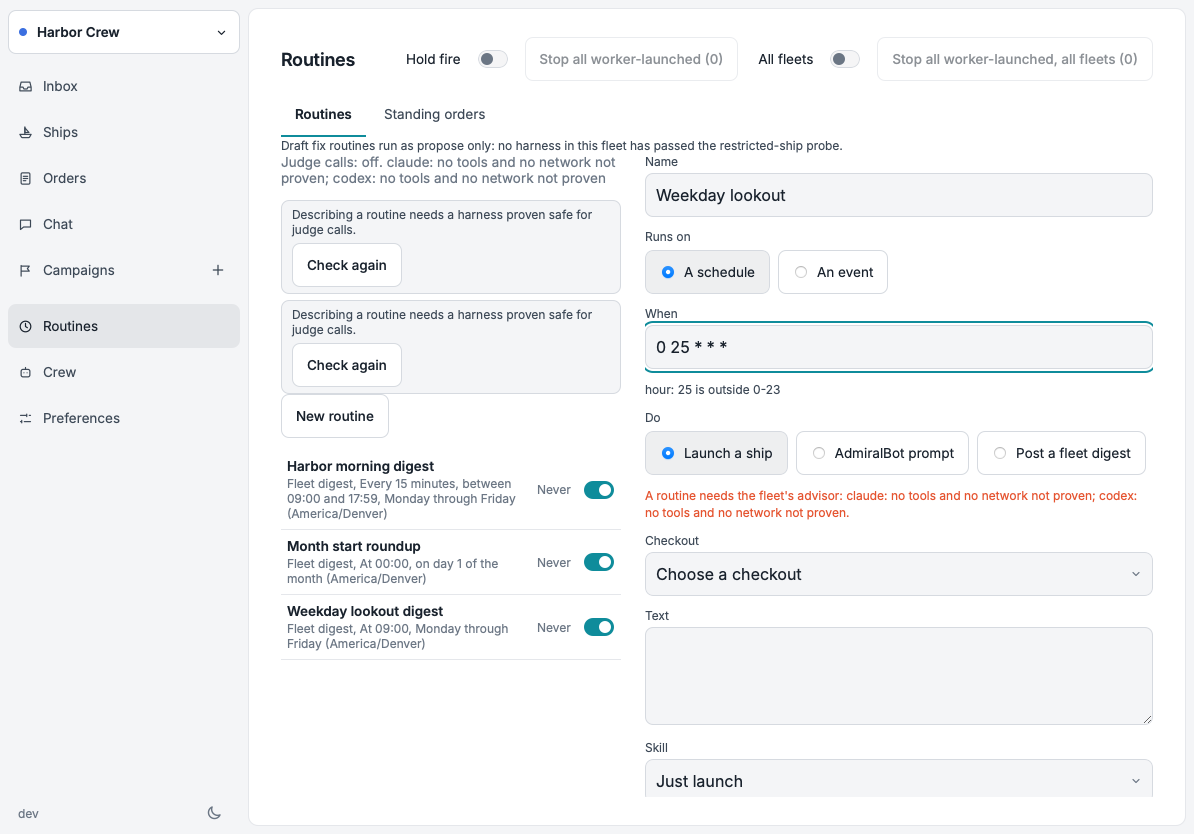 Harbor Crew
Inbox
Ships
Orders
Chat
Campaigns
Routines
Crew
Preferences
dev
Routines
Hold fire
Stop all worker-launched (0)
All fleets
Stop all worker-launched, all fleets (0)
Routines
Standing orders
Draft fix routines run as propose only: no harness in this fleet has passed the restricted-ship probe.
Judge calls: off. claude: no tools and no network not
proven; codex: no tools and no network not proven
Describing a routine needs a harness proven safe for
judge calls.
Check again
Describing a routine needs a harness proven safe for
judge calls.
Check again
New routine
Harbor morning digest
Fleet digest, Every 15 minutes, between
09:00 and 17:59, Monday through Friday
(America/Denver)
Never
Month start roundup
Fleet digest, At 00:00, on day 1 of the
month (America/Denver)
Never
Weekday lookout digest
Fleet digest, At 09:00, Monday through
Friday (America/Denver)
Never
Name
Weekday lookout
Runs on
A schedule
An event
When
0 25 * * *
hour: 25 is outside 0-23
Do
Launch a ship
AdmiralBot prompt
Post a fleet digest
A routine needs the fleet's advisor: claude: no tools and no network not proven; codex:
no tools and no network not proven.
Checkout
Choose a checkout
Text
Skill
Just launch